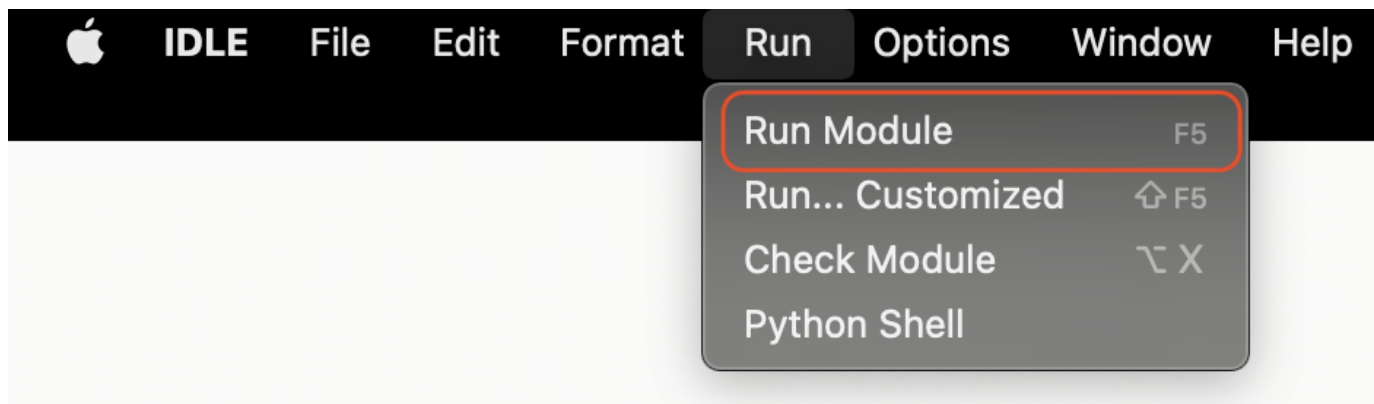 IDLE File Edit Format Run Options Window Help
Run Module F5
Run... Customized ⇧ F5
Check Module ⌥ X
Python Shell